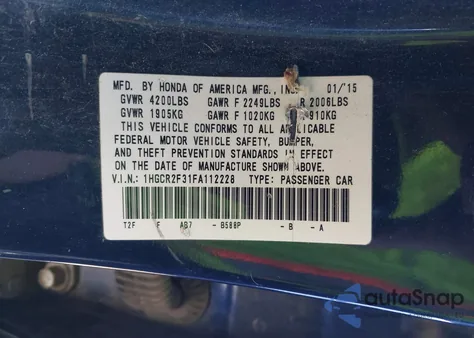 MFD. BY HONDA OF AMERICA MFG., INC. 01/'15
GVWR 4200LBS GAWR F 2249LBS R 2006LBS
GVWR 1905KG GAWR F 1020KG 910KG
THIS VEHICLE CONFORMS TO ALL APPLICABLE
FEDERAL MOTOR VEHICLE SAFETY, BUMPER,
AND THEFT PREVENTION STANDARDS IN EFFECT
ON THE DATE OF MANUFACTURE SHOWN ABOVE.
V.I.N.: 1HGCR2F31FA112228 TYPE: PASSENGER CAR
T2F F AB7 -B588P -B -A
autoSnap